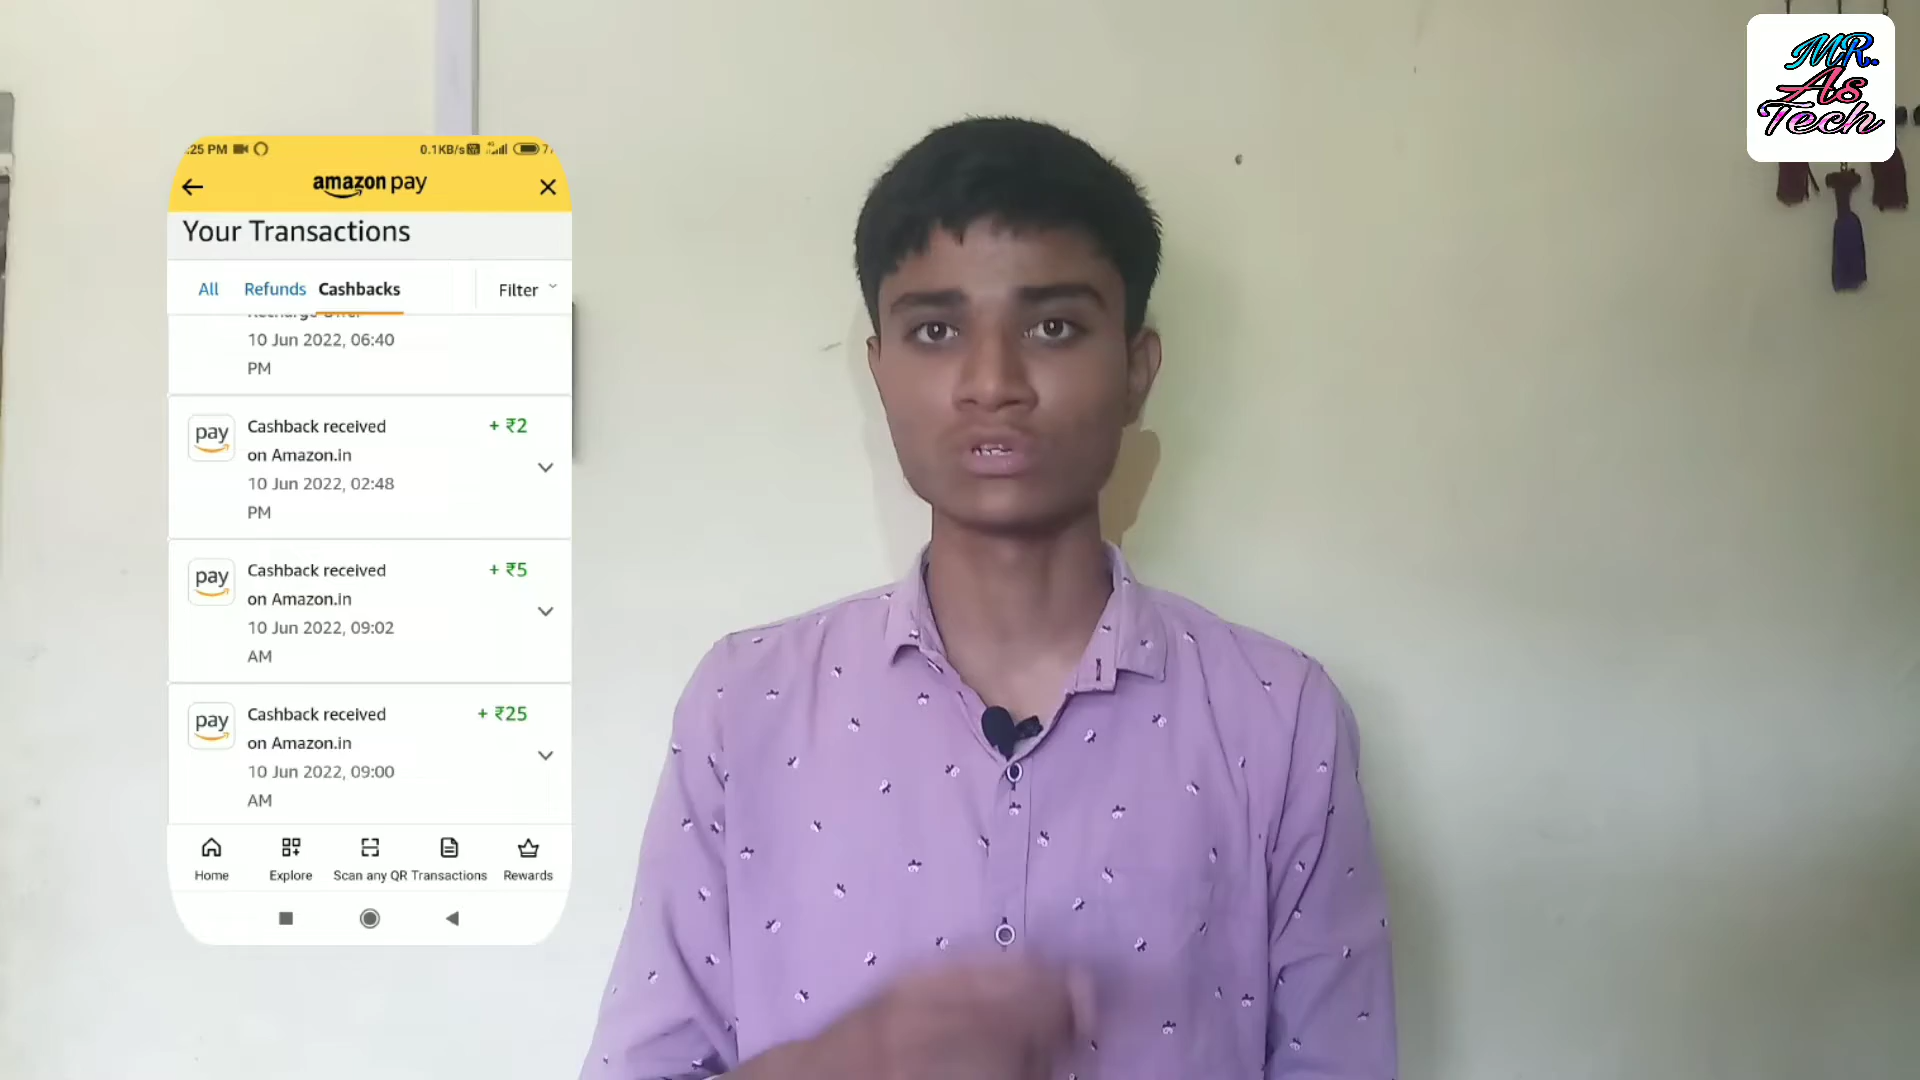 MR.
As
Tech
:25 PM
0.1KB/s
amazon pay
Your Transactions
All Refunds Cashbacks Filter
10 Jun 2022, 06:40
PM
pay
Cashback received + ₹2
on Amazon.in
10 Jun 2022, 02:48
PM
pay
Cashback received + ₹5
on Amazon.in
10 Jun 2022, 09:02
AM
pay
Cashback received + ₹25
on Amazon.in
10 Jun 2022, 09:00
AM
Home Explore Scan any QR Transactions Rewards